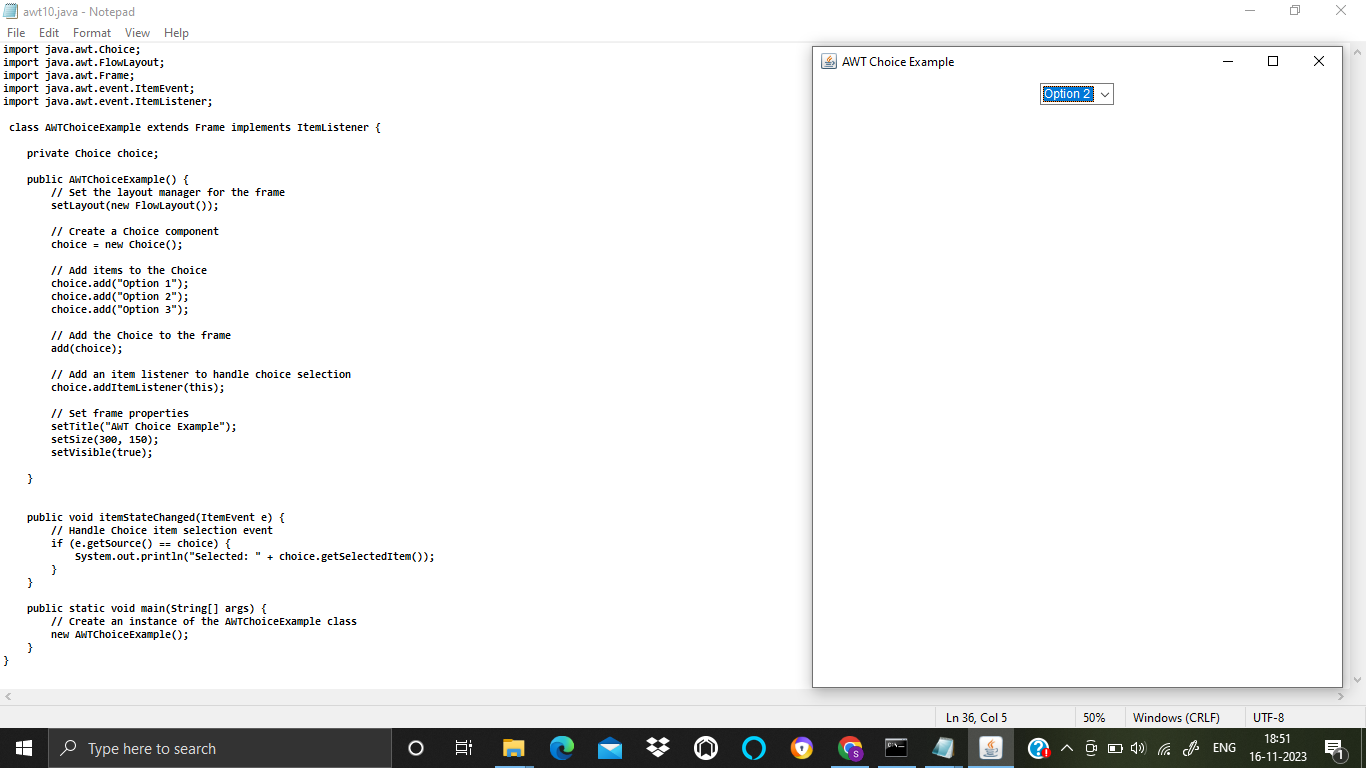 awt10.java - Notepad
File Edit Format View Help
import java.awt.Choice;
import java.awt.FlowLayout;
import java.awt.Frame;
import java.awt.event.ItemEvent;
import java.awt.event.ItemListener;
class AWTChoiceExample extends Frame implements ItemListener {
private Choice choice;
public AWTChoiceExample() {
// Set the layout manager for the frame
setLayout(new FlowLayout());
// Create a Choice component
choice = new Choice();
// Add items to the Choice
choice.add("Option 1");
choice.add("Option 2");
choice.add("Option 3");
// Add the Choice to the frame
add(choice);
// Add an item listener to handle choice selection
choice.addItemListener(this);
// Set frame properties
setTitle("AWT Choice Example");
setSize(300, 150);
setVisible(true);
}
public void itemStateChanged(ItemEvent e) {
// Handle Choice item selection event
if (e.getSource() == choice) {
System.out.println("Selected: " + choice.getSelectedItem());
}
}
public static void main(String[] args) {
// Create an instance of the AWTChoiceExample class
new AWTChoiceExample();
}
}
AWT Choice Example
Option 2
Ln 36, Col 5 50% Windows (CRLF) UTF-8
Type here to search
S
ENG
18:51
16-11-2023
1